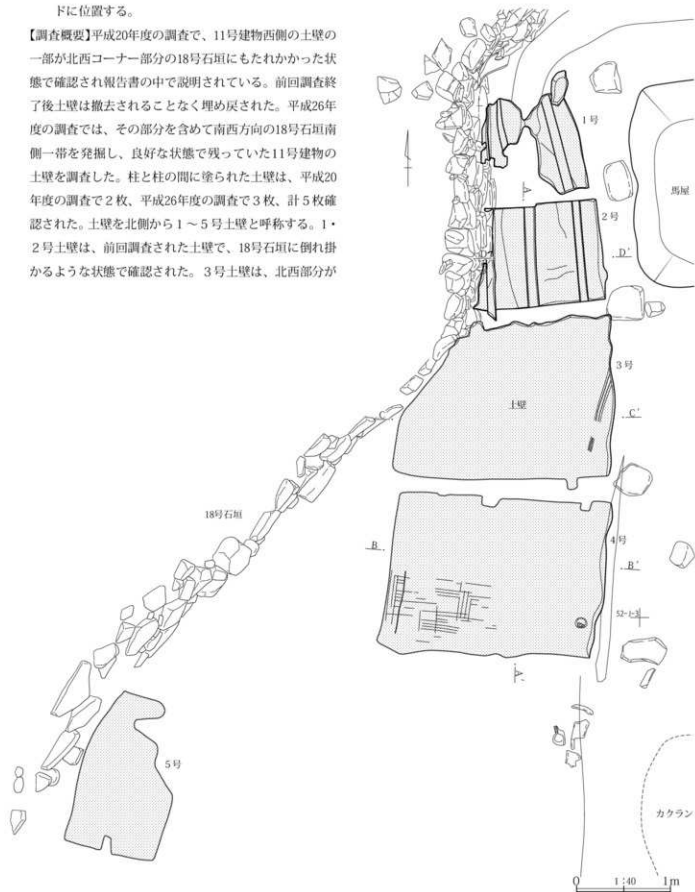 ドに位置する。
【調査概要】平成20年度の調査で、11号建物西側の土壁の
一部が北西コーナー部分の18号石垣にもたれかかった状
態で確認され報告書の中で説明されている。前回調査終
了後土壁は撤去されることなく埋め戻された。平成26年
度の調査では、その部分を含めて南西方向の18号石垣南
側一帯を発掘し、良好な状態で残っていた11号建物の
土壁を調査した。柱と柱の間に塗られた土壁は、平成20
年度の調査で2枚、平成26年度の調査で3枚、計5枚確
認された。土壁を北側から1～5号土壁と呼称する。1・
2号土壁は、前回調査された土壁で、18号石垣に倒れ掛
かるような状態で確認された。3号土壁は、北西部分が
1号
馬屋
A
2号
D'
3号
土壁
C'
18号石垣
4号
B
B'
52-I-3
A'
5号
カクラン
0 1:40 1m